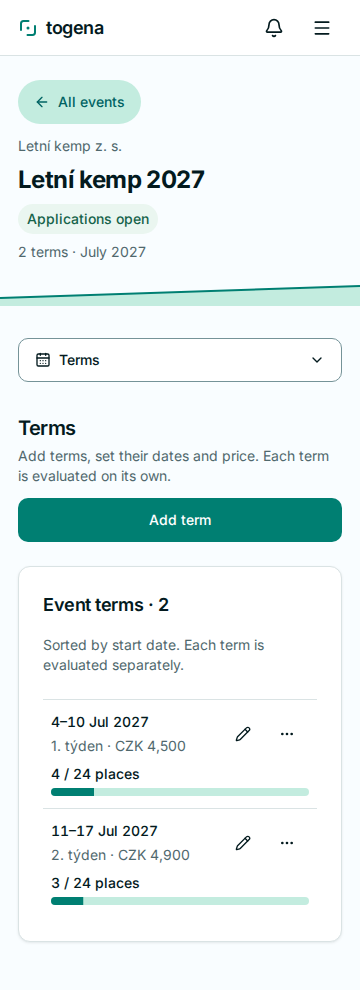 togena
All events
Letní kemp z. s.
Letní kemp 2027
Applications open
2 terms · July 2027
Terms
Terms
Add terms, set their dates and price. Each term
is evaluated on its own.
Add term
Event terms · 2
Sorted by start date. Each term is
evaluated separately.
4–10 Jul 2027
1. týden · CZK 4,500
4 / 24 places
11–17 Jul 2027
2. týden · CZK 4,900
3 / 24 places